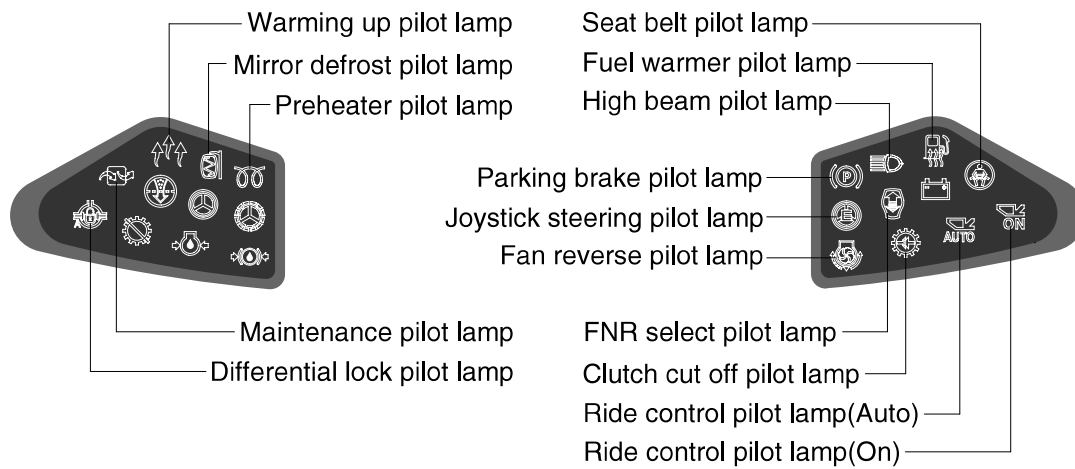 Warming up pilot lamp
Mirror defrost pilot lamp
Preheater pilot lamp
A
Maintenance pilot lamp
Differential lock pilot lamp
Seat belt pilot lamp
Fuel warmer pilot lamp
High beam pilot lamp
Parking brake pilot lamp
Joystick steering pilot lamp
Fan reverse pilot lamp
P
AUTO
ON
FNR select pilot lamp
Clutch cut off pilot lamp
Ride control pilot lamp(Auto)
Ride control pilot lamp(On)